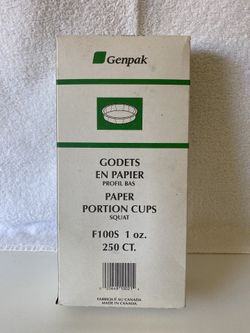 Genpak
GODETS
EN PAPIER
PROFIL BAS
PAPER
PORTION CUPS
SQUAT
F100S 1 oz.
250 CT.
FABRIQUÉ AU CANADA
MADE IN CANADA